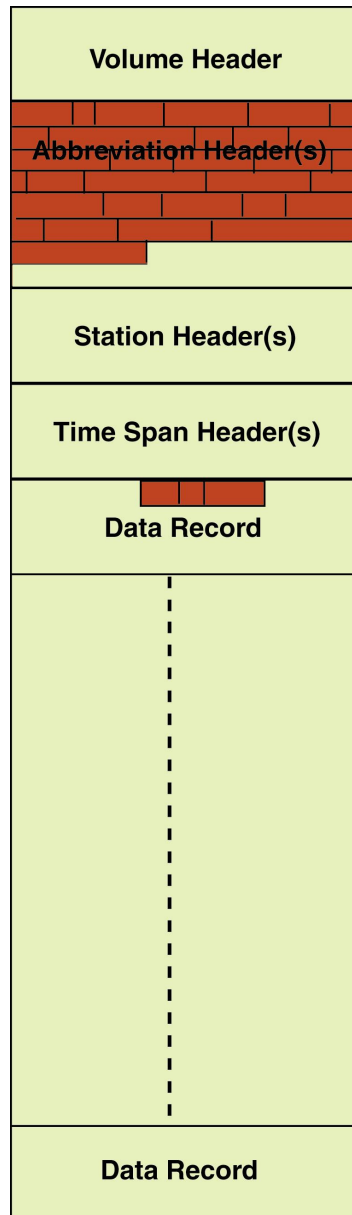 Volume Header
Abbreviation Header(s)
Station Header(s)
Time Span Header(s)
Data Record
Data Record